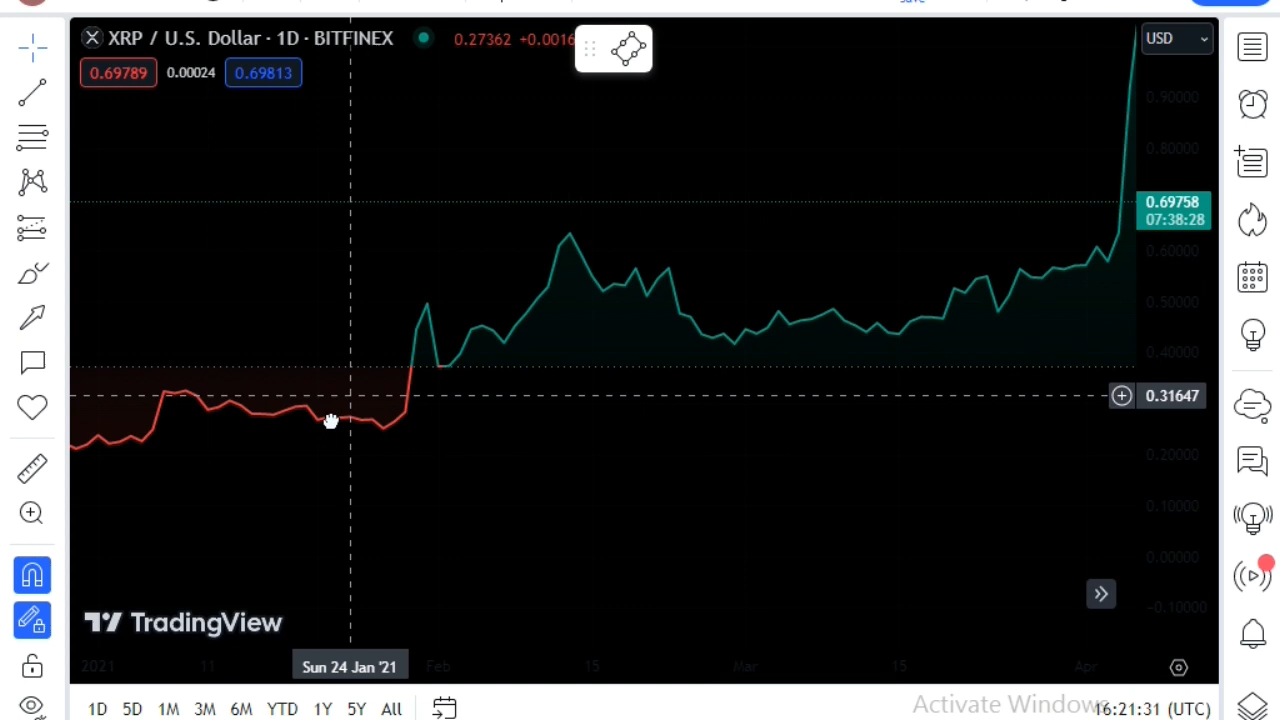 save
XRP / U.S. Dollar · 1D · BITFINEX
0.27362 +0.0016
USD
0.69789
0.00024
0.69813
0.90000
0.80000
0.69758
07:38:28
0.60000
0.50000
0.40000
0.31647
0.20000
0.10000
0.00000
-0.10000
TradingView
2021
11
Sun 24 Jan '21
Feb
15
Mar
15
Apr
1D 5D 1M 3M 6M YTD 1Y 5Y All
Activate Windows
16:21:31 (UTC)